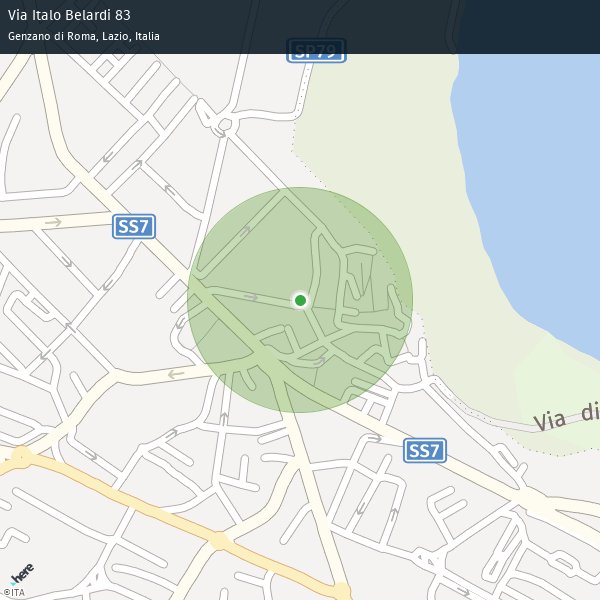 Via Italo Belardi 83
Genzano di Roma, Lazio, Italia
SP79
SS7
Via di
SS7
here
©ITA